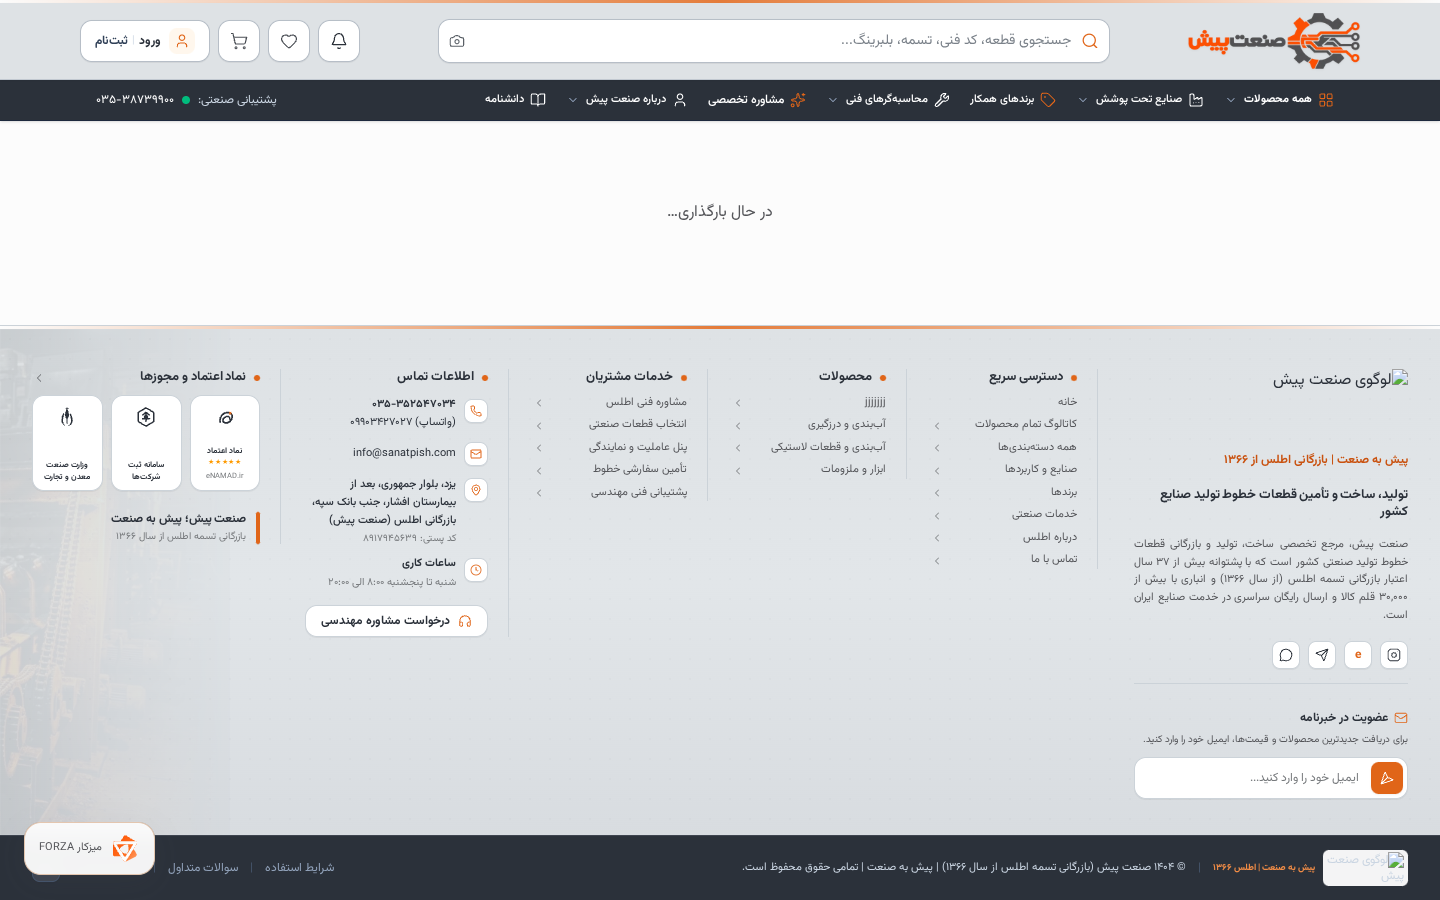 صنعت پیش
جستجوی قطعه، کد فنی، تسمه، بلبرینگ...
ورود
ثبت‌نام
همه محصولات
صنایع تحت پوشش
برندهای همکار
محاسبه‌گرهای فنی
مشاوره تخصصی
درباره صنعت پیش
دانشنامه
پشتیبانی صنعتی:
۰۳۵-۳۸۷۳۹۹۰۰
در حال بارگذاری…
لوگوی صنعت پیش
پیش به صنعت | بازرگانی اطلس از ۱۳۶۶
تولید، ساخت و تأمین قطعات خطوط تولید صنایع
کشور
صنعت پیش، مرجع تخصصی ساخت، تولید و بازرگانی قطعات
خطوط تولید صنعتی کشور است که با پشتوانه بیش از ۳۷ سال
اعتبار بازرگانی تسمه اطلس (از سال ۱۳۶۶) و انباری با بیش از
۳۰,۰۰۰ قلم کالا و ارسال رایگان سراسری در خدمت صنایع ایران
است.
e
عضویت در خبرنامه
برای دریافت جدیدترین محصولات و قیمت‌ها، ایمیل خود را وارد کنید.
ایمیل خود را وارد کنید...
دسترسی سریع
خانه
کاتالوگ تمام محصولات
همه دسته‌بندی‌ها
صنایع و کاربردها
برندها
خدمات صنعتی
درباره اطلس
تماس با ما
محصولات
jjjjjjj
آب‌بندی و درزگیری
آب‌بندی و قطعات لاستیکی
ابزار و ملزومات
خدمات مشتریان
مشاوره فنی اطلس
انتخاب قطعات صنعتی
پنل عاملیت و نمایندگی
تأمین سفارشی خطوط
پشتیبانی فنی مهندسی
اطلاعات تماس
۰۳۵-۳۵۲۵۴۷۰۳۴
۰۹۹۰۳۴۲۷۰۲۷ (واتساپ)
info@sanatpish.com
یزد، بلوار جمهوری، بعد از
بیمارستان افشار، جنب بانک سپه،
بازرگانی اطلس (صنعت پیش)
کد پستی: ۸۹۱۷۹۴۵۶۳۹
ساعات کاری
شنبه تا پنجشنبه ۸:۰۰ الی ۲۰:۰۰
درخواست مشاوره مهندسی
نماد اعتماد و مجوزها
نماد اعتماد
★★★★★
eNAMAD.ir
سامانه ثبت
شرکت‌ها
وزارت صنعت
معدن و تجارت
صنعت پیش؛ پیش به صنعت
بازرگانی تسمه اطلس از سال ۱۳۶۶
لوگوی صنعت
پیش
پیش به صنعت | اطلس ۱۳۶۶
© ۱۴۰۴ صنعت پیش (بازرگانی تسمه اطلس از سال ۱۳۶۶) | پیش به صنعت | تمامی حقوق محفوظ است.
شرایط استفاده
سوالات متداول
میزکار FORZA